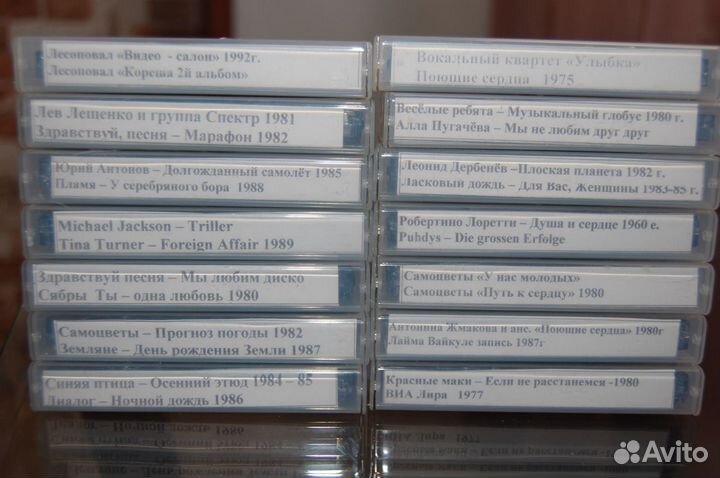 Лесоповал «Видео - салон» 1992г.
Лесоповал «Кореша 2й альбом»
Лев Лещенко и группа Спектр 1981
Здравствуй, песня – Марафон 1982
Юрий Антонов – Долгожданный самолёт 1985
Пламя – У серебряного бора 1988
Michael Jackson – Triller
Tina Turner – Foreign Affair 1989
Здравствуй песня – Мы любим диско
Сябры Ты – одна любовь 1980
Самоцветы – Прогноз погоды 1982
Земляне – День рождения Земли 1987
Синяя птица – Осенний этюд 1984 – 85
Диалог – Ночной дождь 1986
Вокальный квартет «Улыбка»
Поющие сердца 1975
Весёлые ребята – Музыкальный глобус 1980 г.
Алла Пугачёва – Мы не любим друг друг
Леонид Дербенёв –Плоская планета 1982 г.
Ласковый дождь – Для Вас, Женщины 1983-85 г.
Робертино Лоретти – Душа и сердце 1960 е.
Puhdys – Die grossen Erfolge
Самоцветы «У нас молодых»
Самоцветы «Путь к сердцу» 1980
Антонина Жмакова и анс. «Поющие сердца» 1980г
Лайма Вайкуле запись 1987г
Красные маки – Если не расстанемся -1980
ВИА Лира 1977
Avito